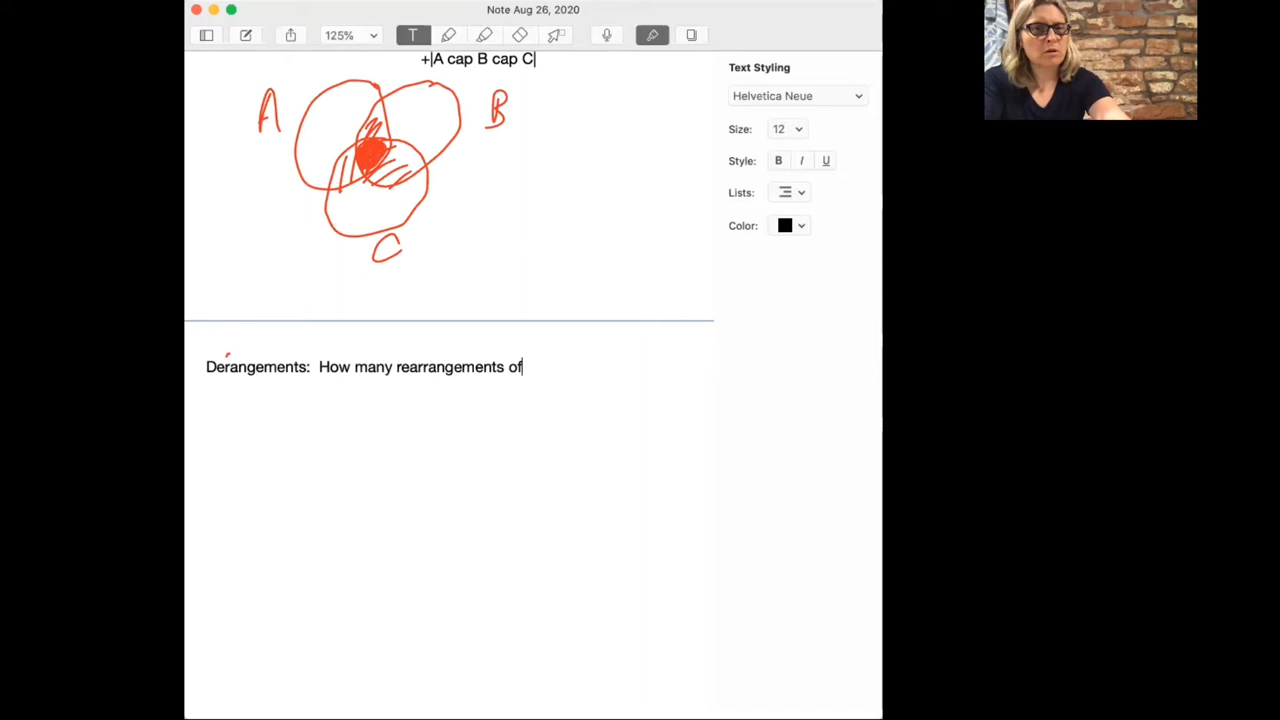 Note Aug 26, 2020
125%
T
+|A cap B cap C|
A
B
C
Derangements:  How many rearrangements of
Text Styling
Helvetica Neue
Size:
12
Style:
B
I
U
Lists:
Color: